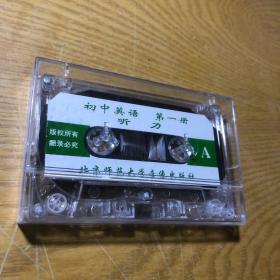 初中英语 第一册
听 力
版权所有
翻录必究
A
北京师范大学音像出版社